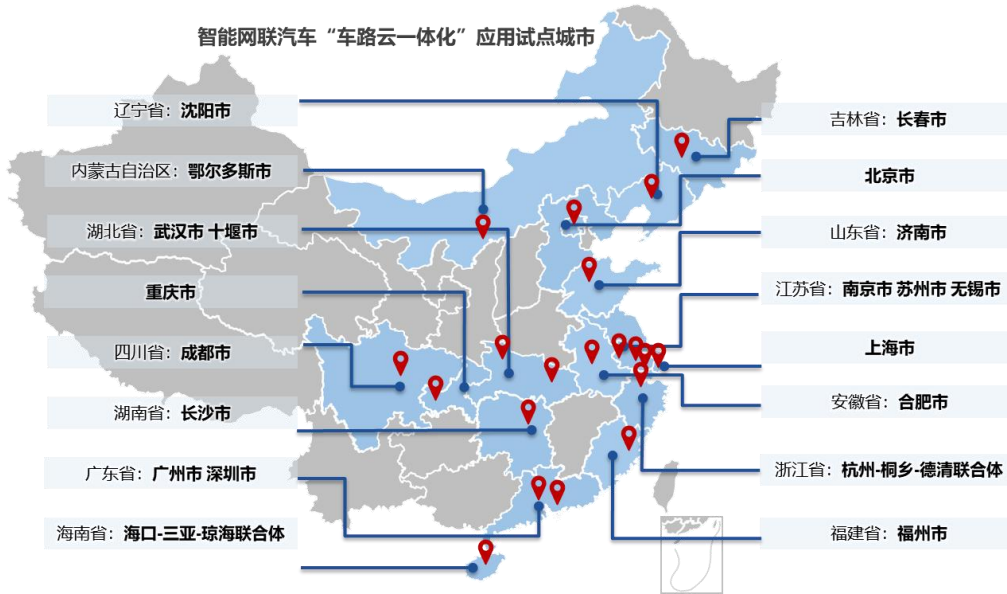 智能网联汽车“车路云一体化”应用试点城市
辽宁省：沈阳市
内蒙古自治区：鄂尔多斯市
湖北省：武汉市 十堰市
重庆市
四川省：成都市
湖南省：长沙市
广东省：广州市 深圳市
海南省：海口-三亚-琼海联合体
吉林省：长春市
北京市
山东省：济南市
江苏省：南京市 苏州市 无锡市
上海市
安徽省：合肥市
浙江省：杭州-桐乡-德清联合体
福建省：福州市